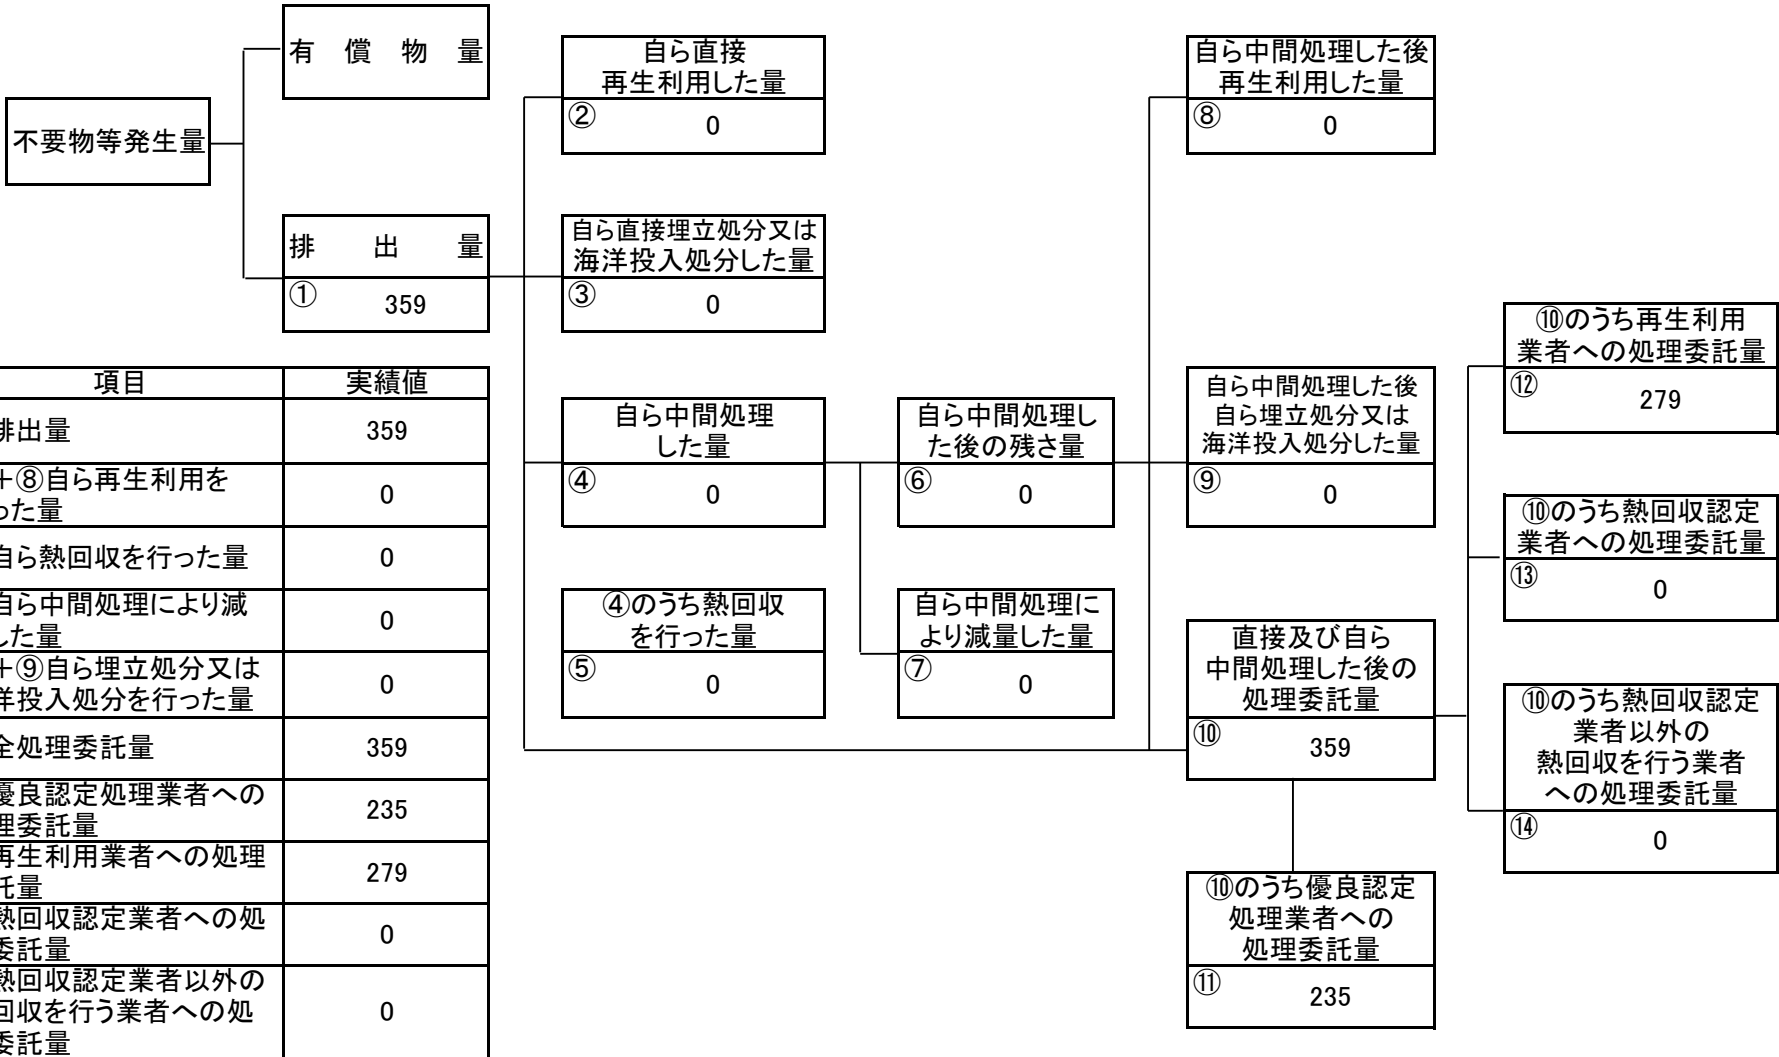 有償物量
不要物等発生量
排出量
① 359
自ら直接
再生利用した量
② 0
自ら直接埋立処分又は
海洋投入処分した量
③ 0
自ら中間処理
した量
④ 0
④のうち熱回収
を行った量
⑤ 0
自ら中間処理し
た後の残さ量
⑥ 0
自ら中間処理に
より減量した量
⑦ 0
自ら中間処理した後
再生利用した量
⑧ 0
自ら中間処理した後
自ら埋立処分又は
海洋投入処分した量
⑨ 0
直接及び自ら
中間処理した後の
処理委託量
⑩ 359
⑩のうち優良認定
処理業者への
処理委託量
⑪ 235
⑩のうち再生利用
業者への処理委託量
⑫ 279
⑩のうち熱回収認定
業者への処理委託量
⑬ 0
⑩のうち熱回収認定
業者以外の
熱回収を行う業者
への処理委託量
⑭ 0
項目 実績値
排出量 359
+⑧自ら再生利用を
った量 0
自ら熱回収を行った量 0
自ら中間処理により減
した量 0
+⑨自ら埋立処分又は
洋投入処分を行った量 0
全処理委託量 359
優良認定処理業者への
理委託量 235
再生利用業者への処理
託量 279
熱回収認定業者への処
委託量 0
熱回収認定業者以外の
回収を行う業者への処
委託量 0